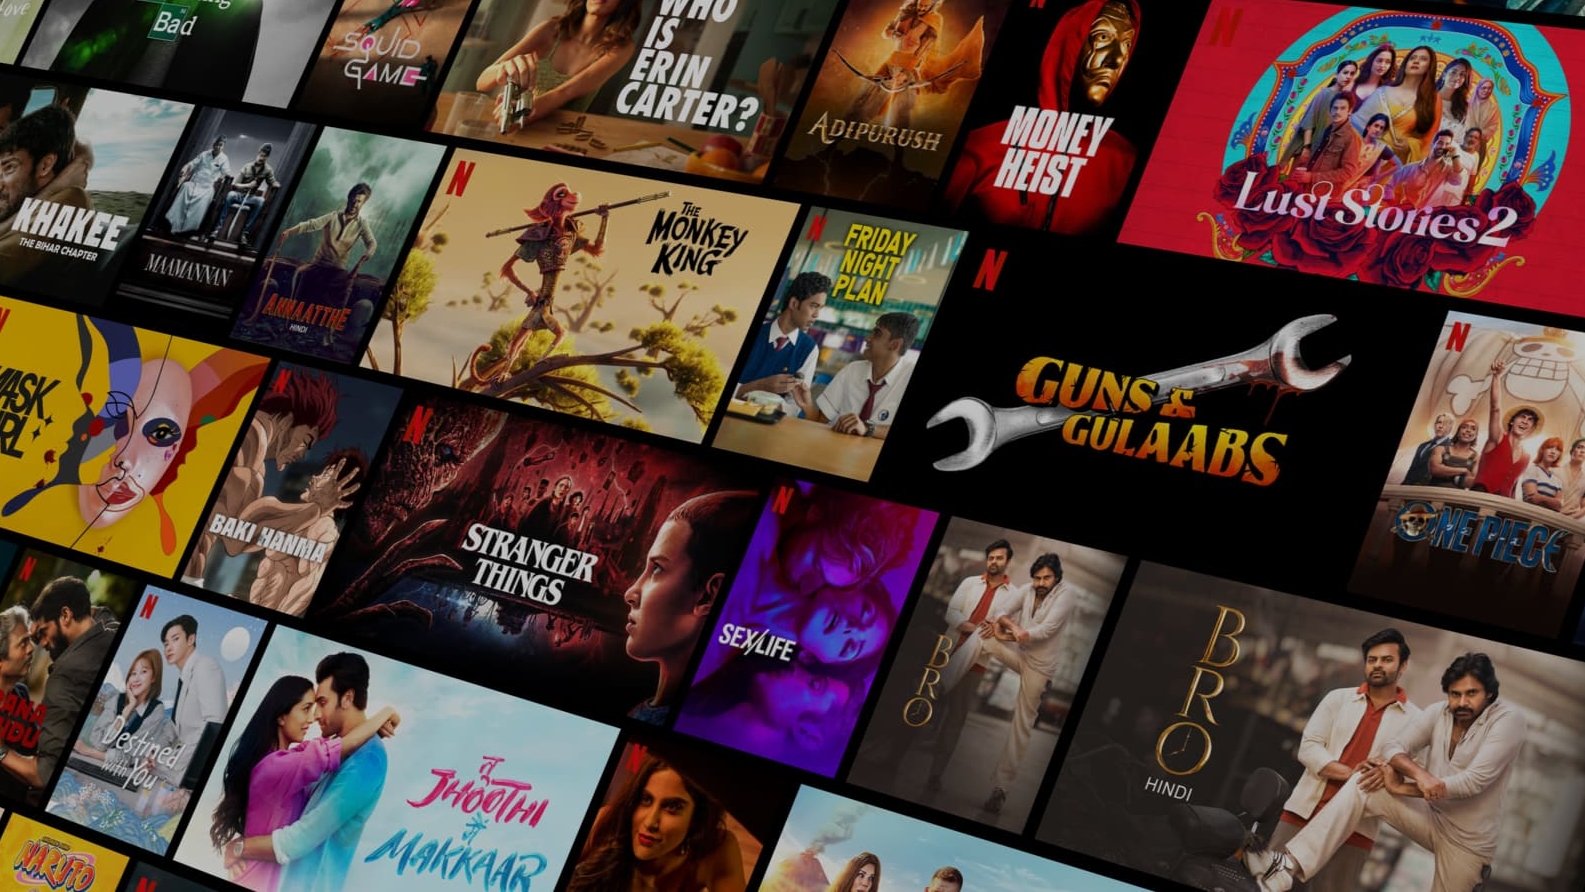 Bad
SQUID
GAME
WHO
IS
ERIN
CARTER?
ADIPURUSH
N
MONEY
HEIST
N
Lust Stories 2
KHAKEE
THE BIHAR CHAPTER
MAAMANNAN
ANNAATTHE
HINDI
N
THE
MONKEY
KING
N
FRIDAY
NIGHT
PLAN
N
GUNS &
GULAABS
N
ONE PIECE
N
BAKI HANMA
N
STRANGER
THINGS
N
SEX/LIFE
BRO
BRO
HINDI
N
N
Destined
with You
तू
JHOOTHI
मैं
MAKKAAR
N
NARUTO
N